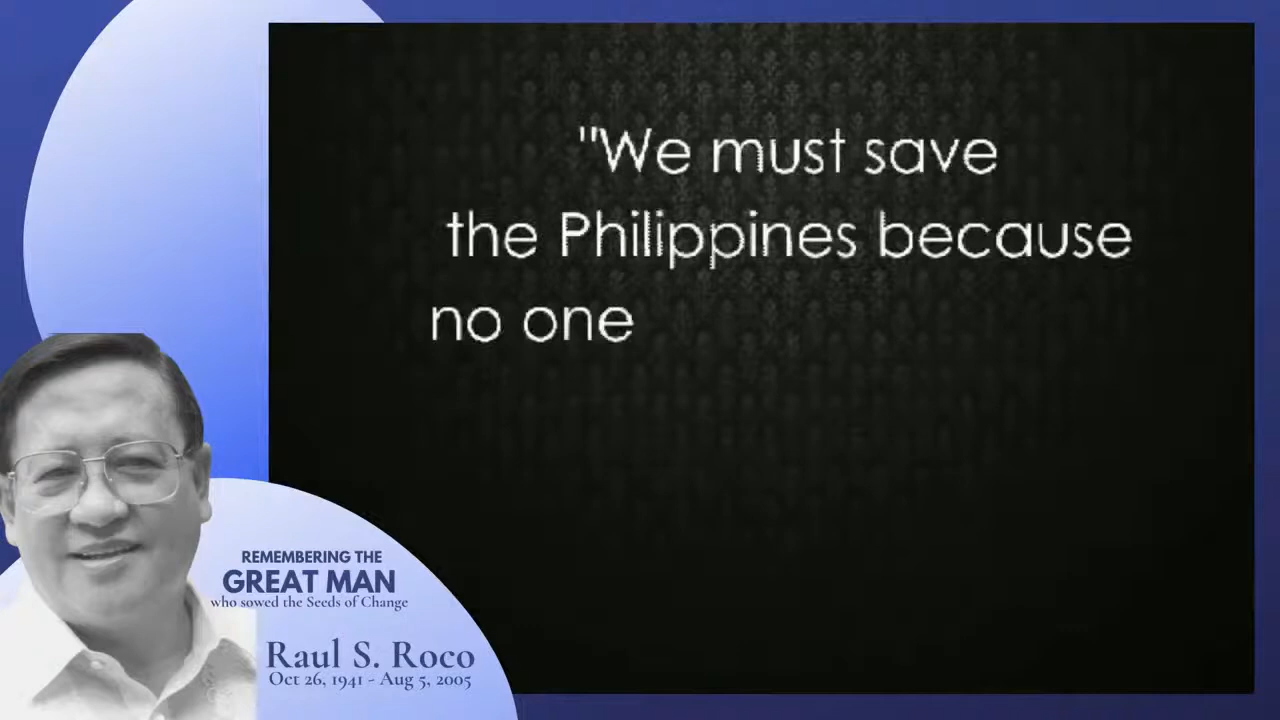 "We must save
the Philippines because
no one
REMEMBERING THE
GREAT MAN
who sowed the Seeds of Change
Raul S. Roco
Oct 26, 1941 - Aug 5, 2005